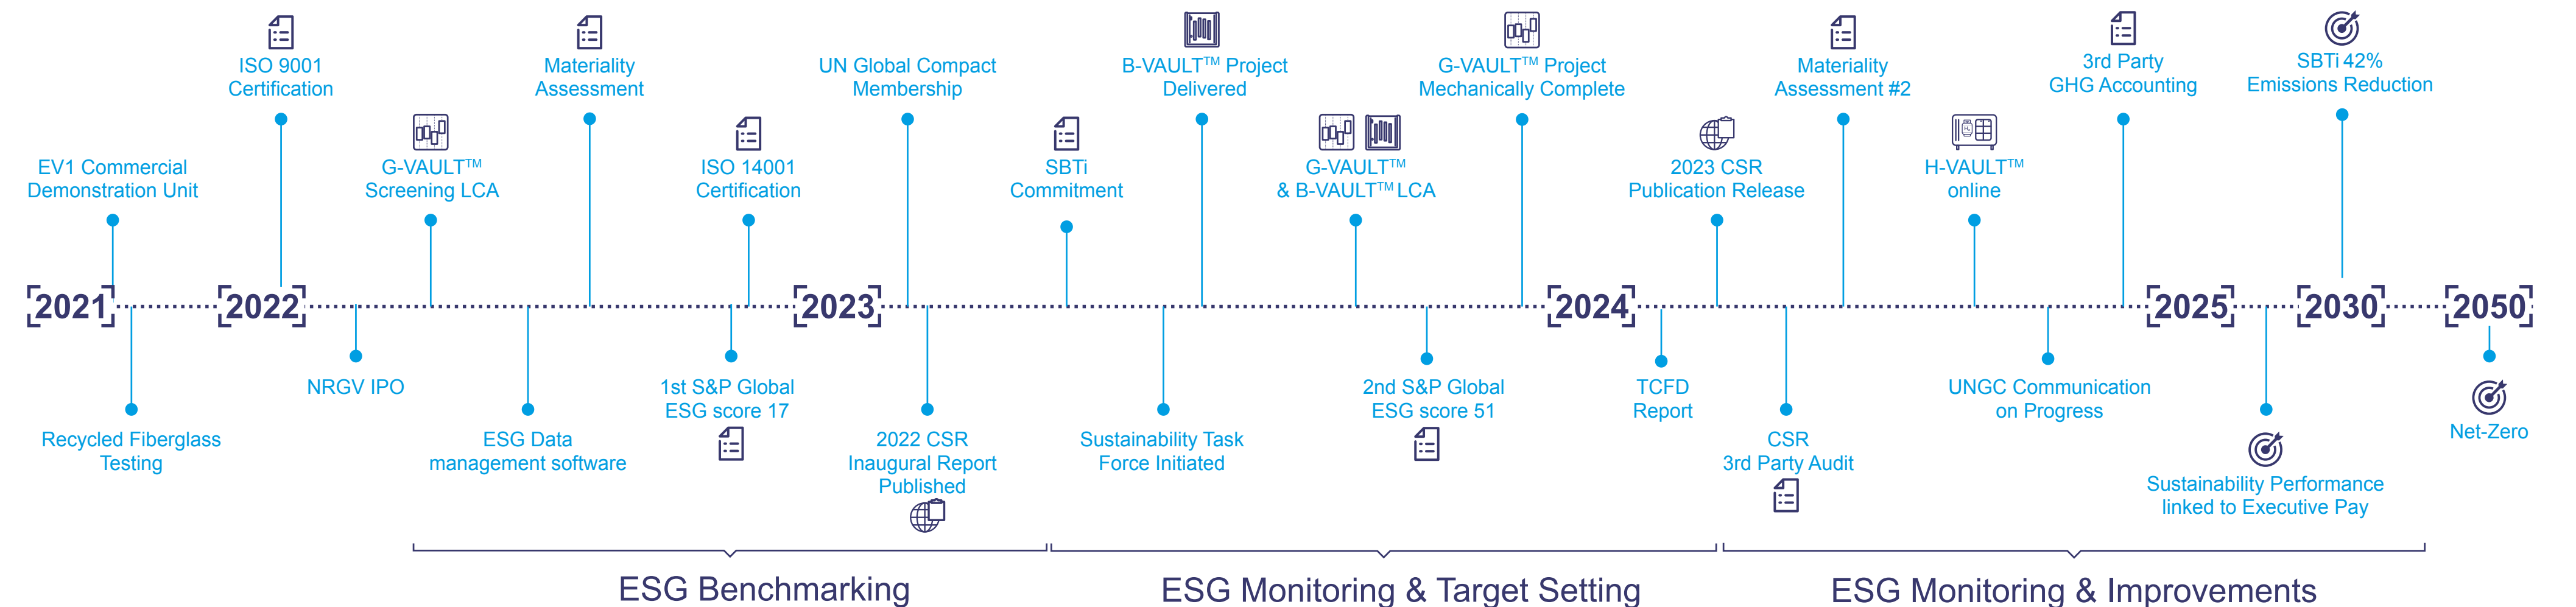 ISO 9001
Certification
Materiality
Assessment
UN Global Compact
Membership
B-VAULT™ Project
Delivered
G-VAULT™ Project
Mechanically Complete
Materiality
Assessment #2
3rd Party
GHG Accounting
SBTi 42%
Emissions Reduction
EV1 Commercial
Demonstration Unit
G-VAULT™
Screening LCA
ISO 14001
Certification
SBTi
Commitment
G-VAULT™
& B-VAULT™ LCA
2023 CSR
Publication Release
H-VAULT™
online
[2021]
[2022]
[2023]
[2024]
[2025]
[2030]
[2050]
NRGV IPO
1st S&P Global
ESG score 17
2nd S&P Global
ESG score 51
TCFD
Report
UNGC Communication
on Progress
Net-Zero
Recycled Fiberglass
Testing
ESG Data
management software
2022 CSR
Inaugural Report
Published
Sustainability Task
Force Initiated
CSR
3rd Party Audit
Sustainability Performance
linked to Executive Pay
ESG Benchmarking
ESG Monitoring & Target Setting
ESG Monitoring & Improvements